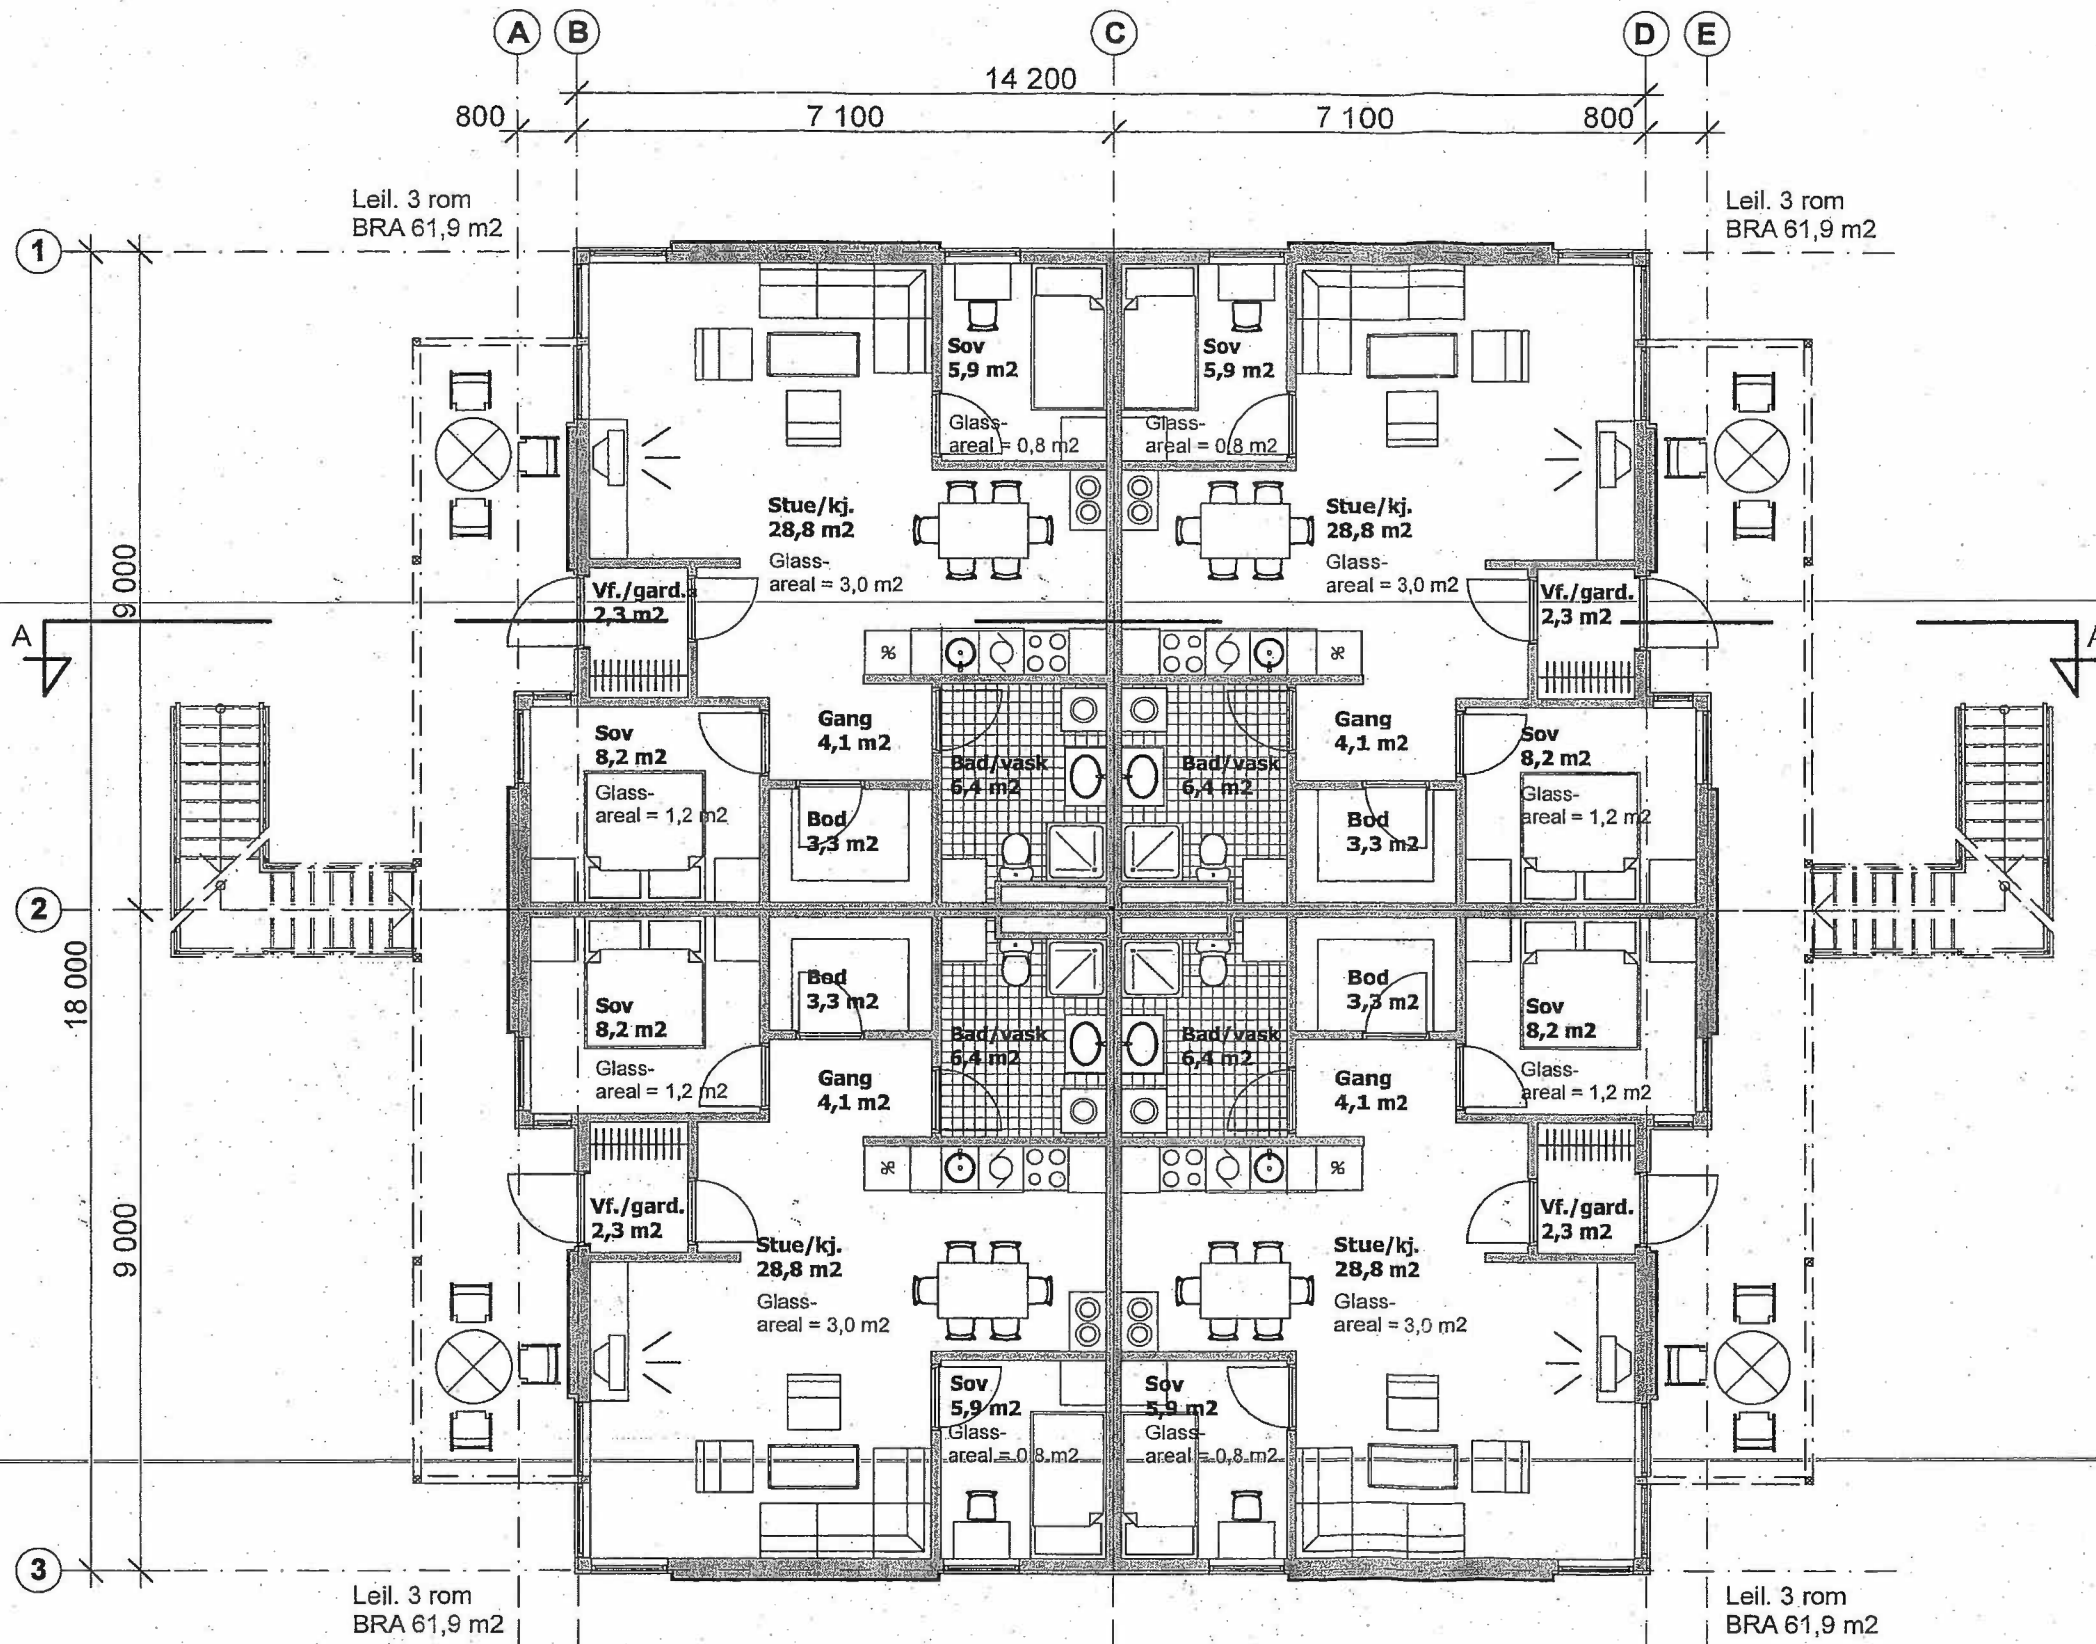 A B C D E
14 200
800 7 100 7 100 800
Leil. 3 rom
BRA 61,9 m2
Leil. 3 rom
BRA 61,9 m2
1
Sov
5,9 m2
Glass-
areal = 0,8 m2
Sov
5,9 m2
Glass-
areal = 0,8 m2
Stue/kj.
28,8 m2
Glass-
areal = 3,0 m2
Stue/kj.
28,8 m2
Glass-
areal = 3,0 m2
9 000
Vf./gard.
2,3 m2
Vf./gard.
2,3 m2
A
A
Sov
8,2 m2
Glass-
areal = 1,2 m2
Gang
4,1 m2
Bad/vask
6,4 m2
Bad/vask
6,4 m2
Gang
4,1 m2
Sov
8,2 m2
Glass-
areal = 1,2 m2
Bod
3,3 m2
Bod
3,3 m2
2
18 000
Sov
8,2 m2
Glass-
areal = 1,2 m2
Bod
3,3 m2
Bod
3,3 m2
Sov
8,2 m2
Glass-
areal = 1,2 m2
Bad/vask
6,4 m2
Bad/vask
6,4 m2
Gang
4,1 m2
Gang
4,1 m2
9 000
Vf./gard.
2,3 m2
Vf./gard.
2,3 m2
Stue/kj.
28,8 m2
Glass-
areal = 3,0 m2
Stue/kj.
28,8 m2
Glass-
areal = 3,0 m2
Sov
5,9 m2
Glass-
areal = 0,8 m2
Sov
5,9 m2
Glass-
areal = 0,8 m2
3
Leil. 3 rom
BRA 61,9 m2
Leil. 3 rom
BRA 61,9 m2